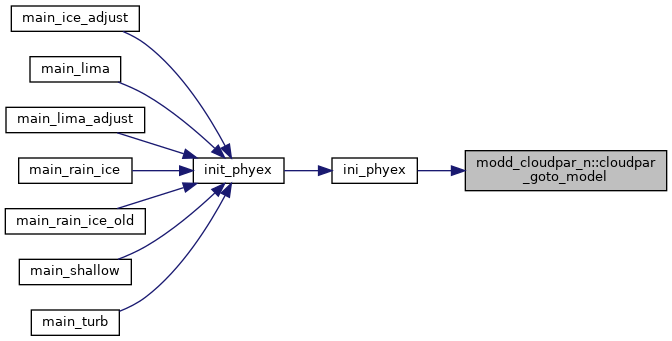 main_ice_adjust
main_lima
main_lima_adjust
main_rain_ice
main_rain_ice_old
main_shallow
main_turb
init_phyex
ini_phyex
modd_cloudpar_n::cloudpar
_goto_model